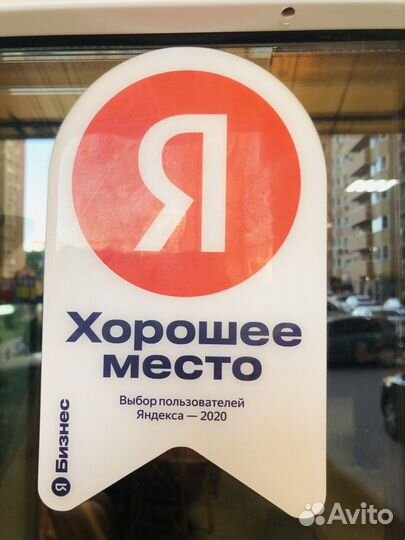 Я
Хорошее
место
Выбор пользователей
Яндекса — 2020
Я Бизнес
Avito